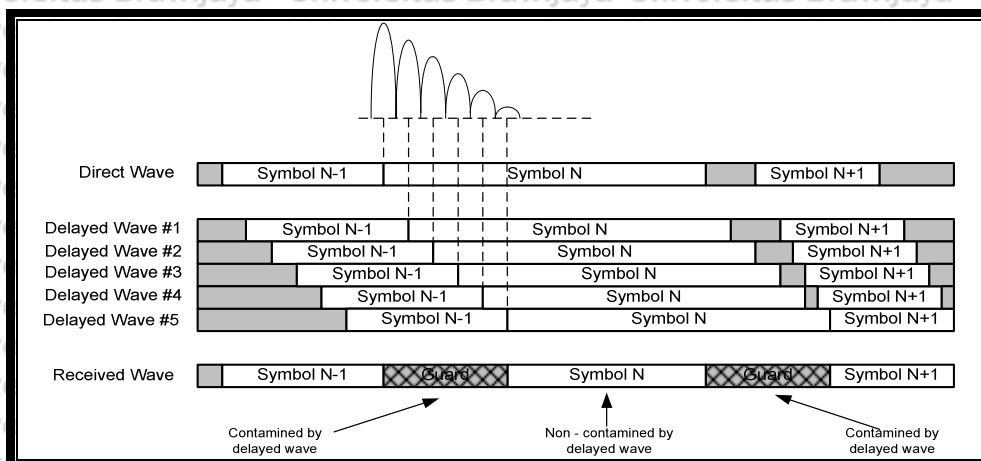 Direct Wave Symbol N-1 Symbol N Symbol N+1
Delayed Wave #1 Symbol N-1 Symbol N Symbol N+1
Delayed Wave #2 Symbol N-1 Symbol N Symbol N+1
Delayed Wave #3 Symbol N-1 Symbol N Symbol N+1
Delayed Wave #4 Symbol N-1 Symbol N Symbol N+1
Delayed Wave #5 Symbol N-1 Symbol N Symbol N+1
Received Wave Symbol N-1 Guard Symbol N Guard Symbol N+1
Contamined by
delayed wave
Non - contamined by
delayed wave
Contamined by
delayed wave